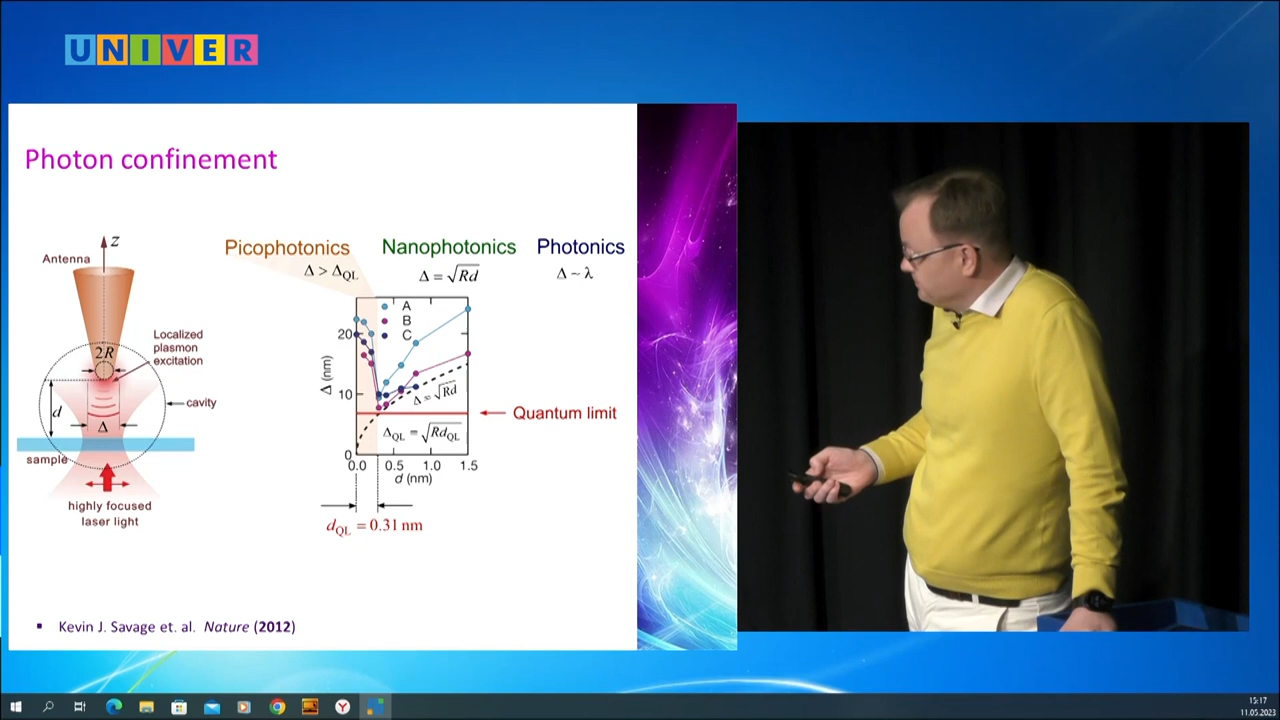 UNIVER
Photon confinement
z
Antenna
2R
Localized
plasmon
excitation
d
cavity
Δ
sample
highly focused
laser light
Picophotonics
Nanophotonics
Photonics
Δ > Δ_QL
Δ = √Rd
Δ ~ λ
A
B
C
20
10
0
Δ (nm)
Δ = √Rd
Δ_QL = √Rd_QL
Quantum limit
0.0 0.5 1.0 1.5
d (nm)
d_QL = 0.31 nm
▪ Kevin J. Savage et. al. Nature (2012)
15:17
11.05.2023